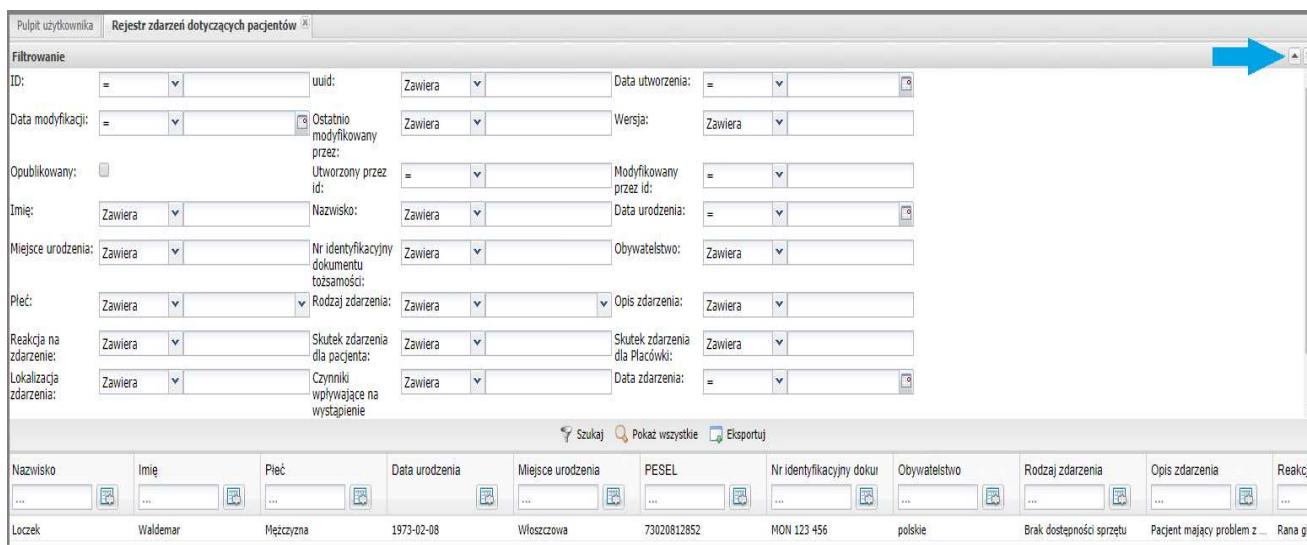 Pulpit użytkownika Rejestr zdarzeń dotyczących pacjentów
Filtrowanie
ID: = uuid: Zawiera Data utworzenia: =
Data modyfikacji: = Ostatnio modyfikowany przez: Zawiera Wersja: Zawiera
Opublikowany: Utworzony przez id: = Modyfikowany przez id: =
Imię: Zawiera Nazwisko: Zawiera Data urodzenia: =
Miejsce urodzenia: Zawiera Nr identyfikacyjny dokumentu tożsamości: Zawiera Obywatelstwo: Zawiera
Płeć: Zawiera Rodzaj zdarzenia: Zawiera Opis zdarzenia: Zawiera
Reakcja na zdarzenie: Zawiera Skutek zdarzenia dla pacjenta: Zawiera Skutek zdarzenia dla Placówki: Zawiera
Lokalizacja zdarzenia: Zawiera Czynniki wpływające na wystąpienie Zawiera Data zdarzenia: =
Szukaj Pokaż wszystkie Eksportuj
Nazwisko Imię Płeć Data urodzenia Miejsce urodzenia PESEL Nr identyfikacyjny dokur Obywatelstwo Rodzaj zdarzenia Opis zdarzenia Reakcj
... ... ... ... ... ... ... ... ... ...
Loczek Waldemar Mężczyzna 1973-02-08 Włoszczowa 73020812852 MON 123 456 polskie Brak dostępności sprzętu Pacjent mający problem z ... Rana g